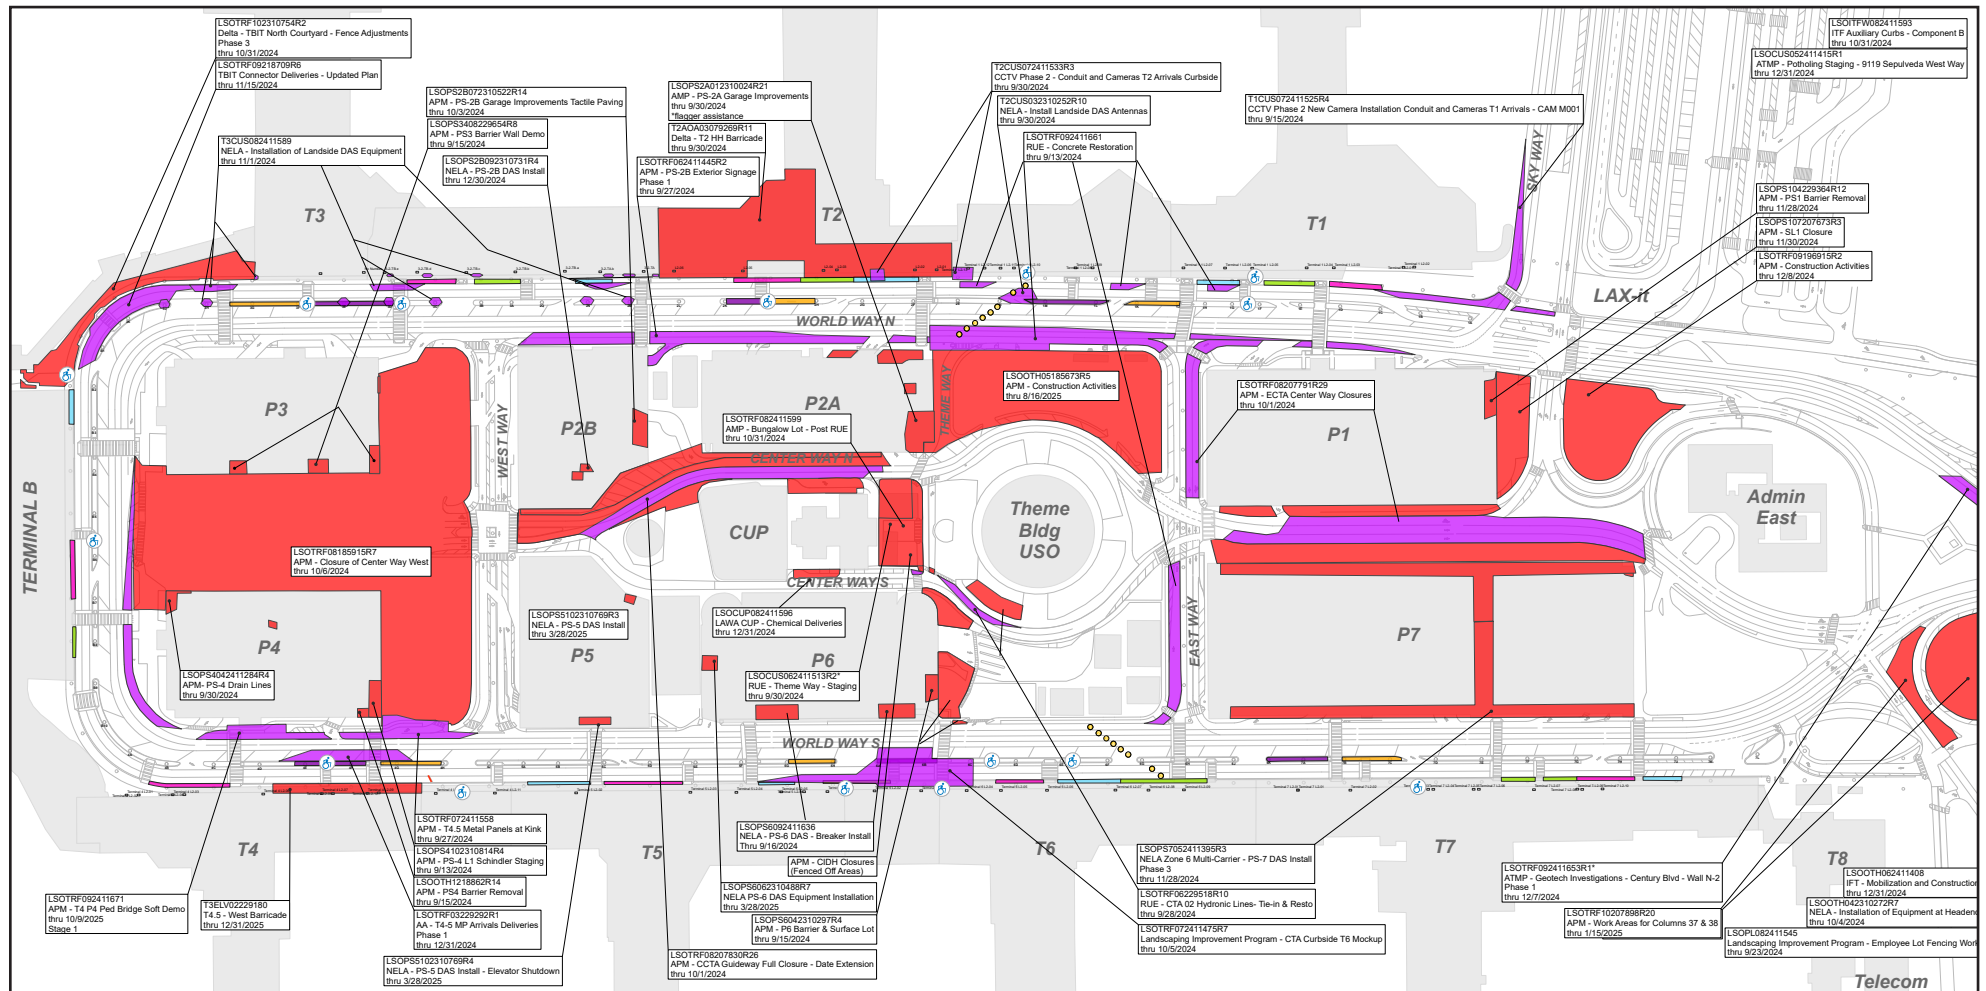 LSOTRF102310754R2
Delta - TBIT North Courtyard - Fence Adjustments
Phase 3
thru 10/31/2024
LSOTRF09218709R6
TBIT Connector Deliveries - Updated Plan
thru 11/15/2024
T3CUS082411589
NELA - Installation of Landside DAS Equipment
thru 11/1/2024
LSOPS2B072310522R14
APM - PS-2B Garage Improvements Tactile Paving
thru 10/3/2024
LSOPS3408229654R8
APM - PS3 Barrier Wall Demo
thru 9/15/2024
LSOPS2B092310731R4
NELA - PS-2B DAS Install
thru 12/30/2024
LSOPS2A012310024R21
AMP - PS-2A Garage Improvements
thru 9/30/2024
*flagger assistance
T2AOA03079269R11
Delta - T2 HH Barricade
thru 9/30/2024
LSOTRF062411445R2
APM - PS-2B Exterior Signage
Phase 1
thru 9/27/2024
T2CUS072411533R3
CCTV Phase 2 - Conduit and Cameras T2 Arrivals Curbside
thru 9/30/2024
T2CUS032310252R10
NELA - Install Landside DAS Antennas
thru 9/30/2024
LSOTRF092411661
RUE - Concrete Restoration
thru 9/13/2024
T1CUS072411525R4
CCTV Phase 2 New Camera Installation Conduit and Cameras T1 Arrivals - CAM M001
thru 9/15/2024
LSOITFW082411593
ITF Auxiliary Curbs - Component B
thru 10/31/2024
LSOCUS052411415R1
ATMP - Potholing Staging - 9119 Sepulveda West Way
thru 12/31/2024
LSOPS104229364R12
APM - PS1 Barrier Removal
thru 11/28/2024
LSOPS107207673R3
APM - SL1 Closure
thru 11/30/2024
LSOTRF09196915R2
APM - Construction Activities
thru 12/8/2024
T3
T2
T1
SKY WAY
LAX-it
WORLD WAY N
P3
WEST WAY
P2B
P2A
THEME WAY
CENTER WAY N
LSOOTH05185673R5
APM - Construction Activities
thru 8/16/2025
LSOTRF08207791R29
APM - ECTA Center Way Closures
thru 10/1/2024
P1
LSOTRF082411599
AMP - Bungalow Lot - Post RUE
thru 10/31/2024
TERMINAL B
CUP
Theme
Bldg
USO
Admin
East
LSOTRF08185915R7
APM - Closure of Center Way West
thru 10/6/2024
CENTER WAY S
LSOPS5102310769R3
NELA - PS-5 DAS Install
thru 3/28/2025
LSOCUP082411596
LAWA CUP - Chemical Deliveries
thru 12/31/2024
P4
P5
P6
EAST WAY
P7
LSOPS4042411284R4
APM- PS-4 Drain Lines
thru 9/30/2024
LSOCUS062411513R2*
RUE - Theme Way - Staging
thru 9/30/2024
WORLD WAY S
T4
T5
T6
T7
T8
LSOTRF072411558
APM - T4.5 Metal Panels at Kink
thru 9/27/2024
LSOPS4102310814R4
APM - PS-4 L1 Schindler Staging
thru 9/13/2024
LSOOTH1218862R14
APM - PS4 Barrier Removal
thru 9/15/2024
LSOTRF03229292R1
AA - T4-5 MP Arrivals Deliveries
Phase 1
thru 12/31/2024
LSOPS5102310769R4
NELA - PS-5 DAS Install - Elevator Shutdown
thru 3/28/2025
LSOTRF092411671
APM - T4 P4 Ped Bridge Soft Demo
thru 10/9/2025
Stage 1
T3ELV02229180
T4.5 - West Barricade
thru 12/31/2025
LSOPS6092411636
NELA - PS-6 DAS - Breaker Install
Thru 9/16/2024
APM - CIDH Closures
(Fenced Off Areas)
LSOPS6062310488R7
NELA PS-6 DAS Equipment Installation
thru 3/28/2025
LSOPS6042310297R4
APM - P6 Barrier & Surface Lot
thru 9/15/2024
LSOTRF08207830R26
APM - CCTA Guideway Full Closure - Date Extension
thru 10/1/2024
LSOPS7052411395R3
NELA Zone 6 Multi-Carrier - PS-7 DAS Install
Phase 3
thru 11/28/2024
LSOTRF06229518R10
RUE - CTA 02 Hydronic Lines- Tie-in & Resto
thru 9/28/2024
LSOTRF072411475R7
Landscaping Improvement Program - CTA Curbside T6 Mockup
thru 10/5/2024
LSOTRF092411653R1*
ATMP - Geotech Investigations - Century Blvd - Wall N-2
Phase 1
thru 12/7/2024
LSOTRF10207898R20
APM - Work Areas for Columns 37 & 38
thru 1/15/2025
LSOOTH062411408
IFT - Mobilization and Construction
thru 12/31/2024
LSOOTH042310272R7
NELA - Installation of Equipment at Headend
thru 10/4/2024
LSOPL082411545
Landscaping Improvement Program - Employee Lot Fencing Work
thru 9/23/2024
Telecom